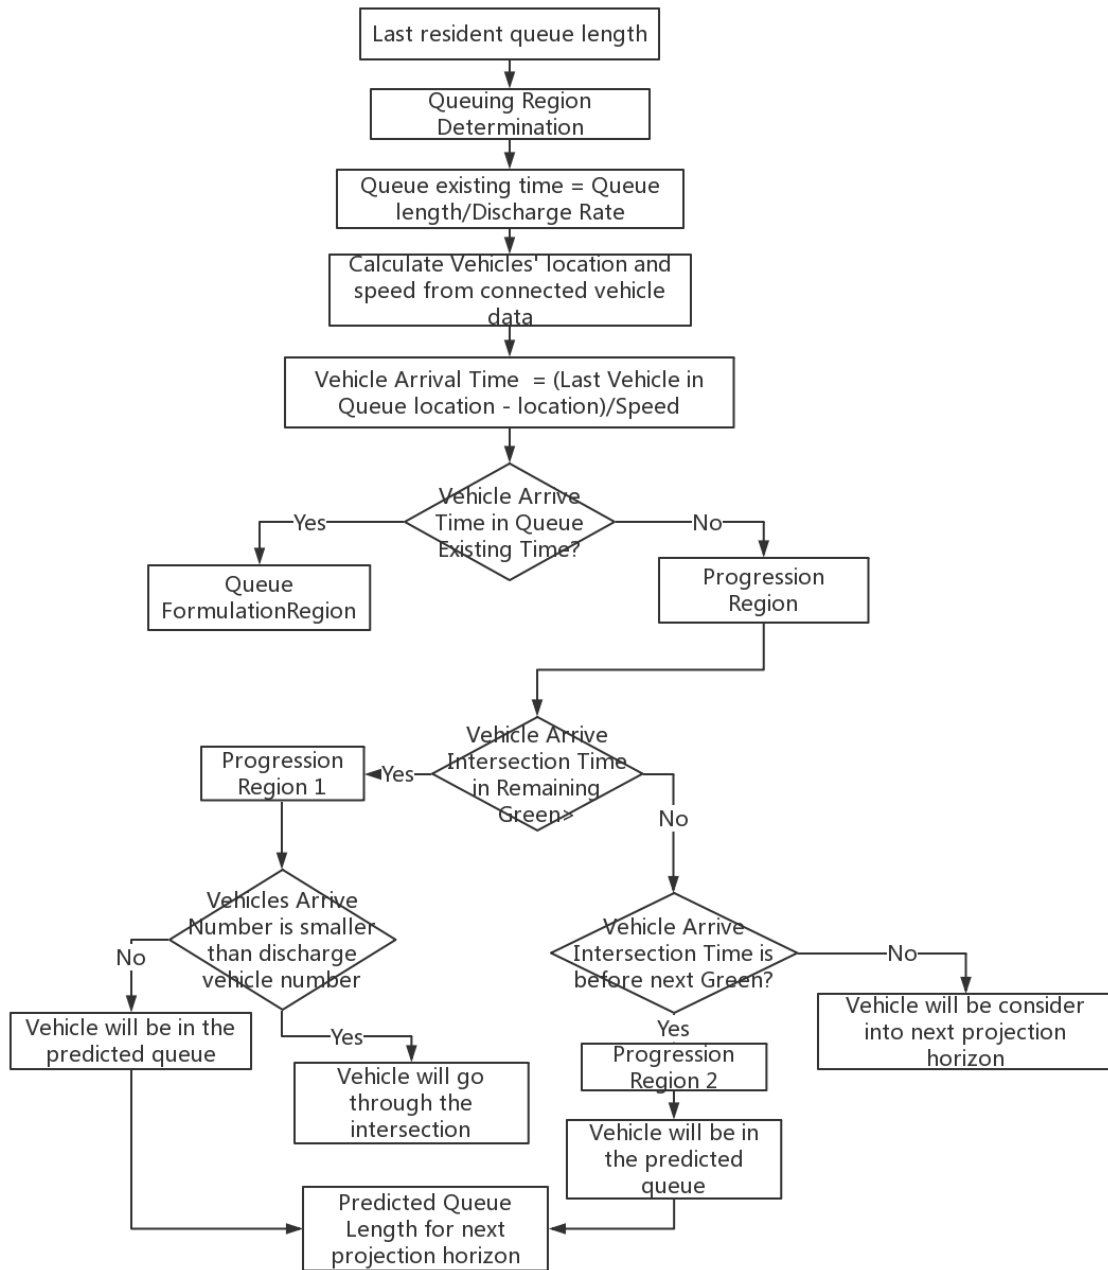 Last resident queue length
Queuing Region
Determination
Queue existing time = Queue
length/Discharge Rate
Calculate Vehicles' location and
speed from connected vehicle
data
Vehicle Arrival Time = (Last Vehicle in
Queue location - location)/Speed
Vehicle Arrive
Time in Queue
Existing Time?
Yes
No
Queue
FormulationRegion
Progression
Region
Vehicle Arrive
Intersection Time
in Remaining
Green>
Yes
Progression
Region 1
No
Vehicles Arrive
Number is smaller
than discharge
vehicle number
Vehicle Arrive
Intersection Time is
before next Green?
No
No
Vehicle will be in the
predicted queue
Yes
Vehicle will go
through the
intersection
Yes
Progression
Region 2
Vehicle will be consider
into next projection
horizon
Vehicle will be in
the predicted
queue
Predicted Queue
Length for next
projection horizon